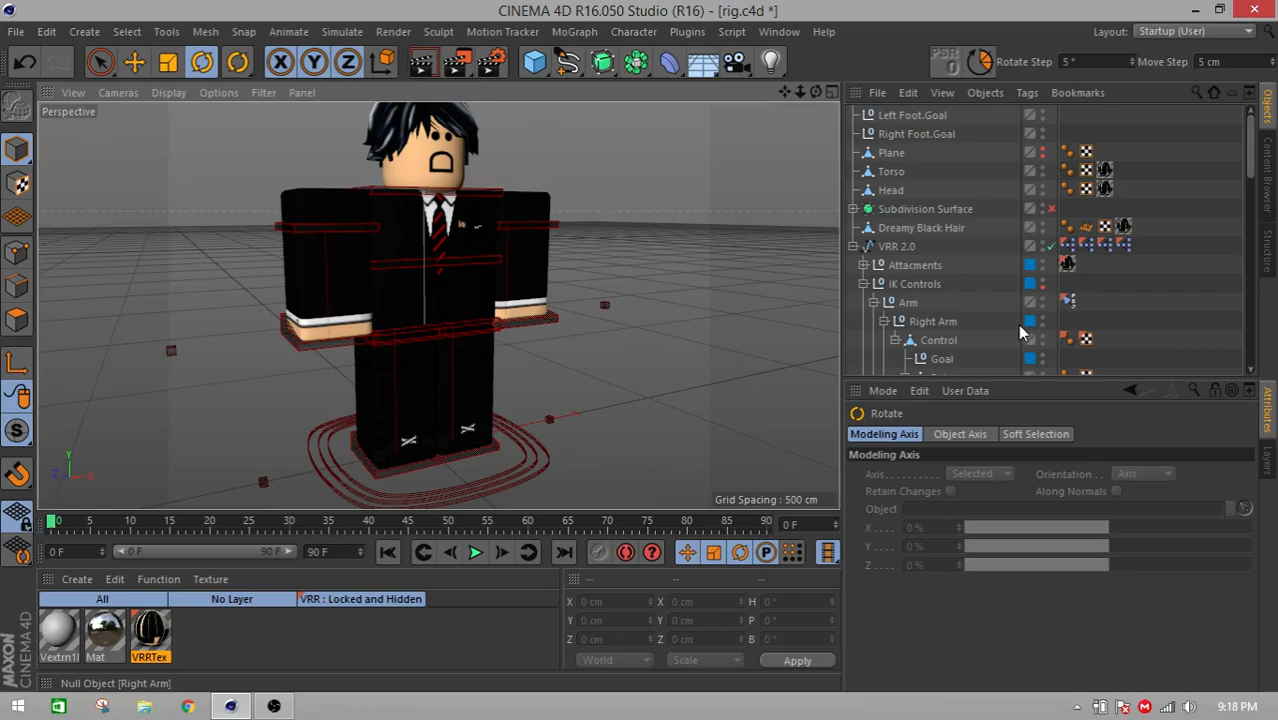 CINEMA 4D R16.050 Studio (R16) - [rig.c4d *]
File Edit Create Select Tools Mesh Snap Animate Simulate Render Sculpt Motion Tracker MoGraph Character Plugins Script Window Help Layout: Startup (User)
X Y Z PSR 0 Rotate Step 5 ° Move Step 5 cm
View Cameras Display Options Filter Panel
File Edit View Objects Tags Bookmarks
Perspective
Left Foot.Goal
Right Foot.Goal
Plane
Torso
Head
Subdivision Surface
Dreamy Black Hair
VRR 2.0
Attacments
IK Controls
Arm
Right Arm
Control
Goal
Objects
Content Browser
Structure
Mode Edit User Data
Rotate
Modeling Axis Object Axis Soft Selection
Modeling Axis
Axis Selected Orientation Axis
Retain Changes Along Normals
Object
X 0 %
Y 0 %
Z 0 %
Attributes
Layers
Y
Z X
Grid Spacing : 500 cm
0 5 10 15 20 25 30 35 40 45 50 55 60 65 70 75 80 85 90 0 F
0 F 0 F 90 F 90 F
Create Edit Function Texture
All No Layer VRR : Locked and Hidden
Mat VRRTex
-- -- --
X 0 cm X 0 cm H 0 °
Y 0 cm Y 0 cm P 0 °
Z 0 cm Z 0 cm B 0 °
World Scale Apply
MAXON CINEMA 4D
Null Object [Right Arm]
9:18 PM